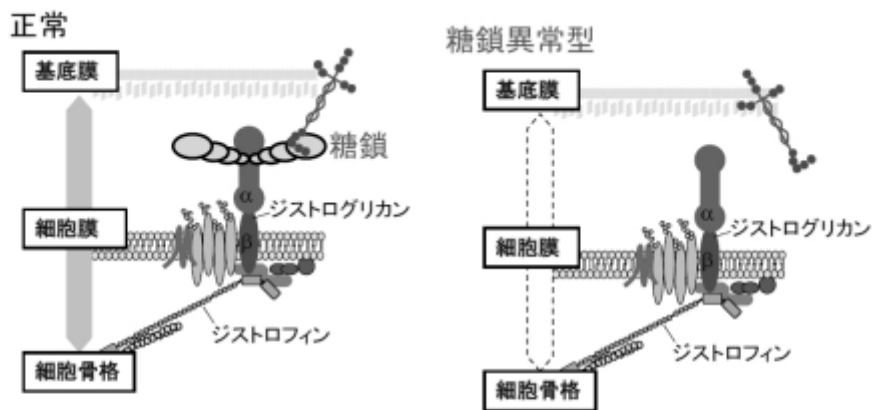 正常
基底膜
糖鎖
α
ジストログリカン
細胞膜
β
ジストロフィン
細胞骨格
糖鎖異常型
基底膜
α
ジストログリカン
細胞膜
β
ジストロフィン
細胞骨格